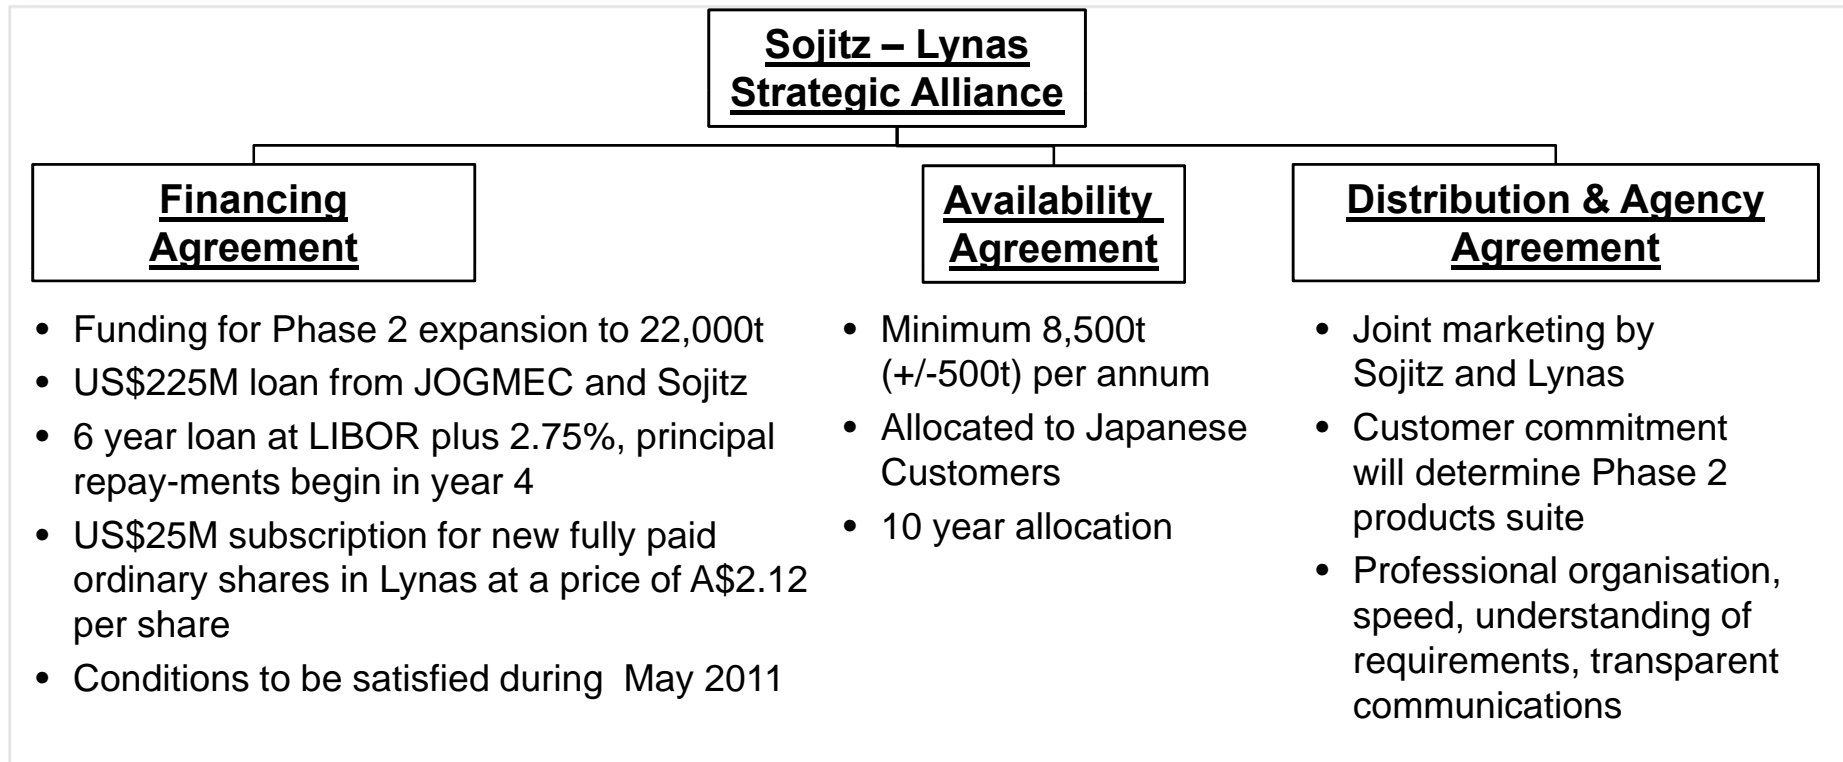 Sojitz – Lynas
Strategic Alliance
Financing
Agreement
• Funding for Phase 2 expansion to 22,000t
• US$225M loan from JOGMEC and Sojitz
• 6 year loan at LIBOR plus 2.75%, principal
repay-ments begin in year 4
• US$25M subscription for new fully paid
ordinary shares in Lynas at a price of A$2.12
per share
• Conditions to be satisfied during  May 2011
Availability
Agreement
• Minimum 8,500t
(+/-500t) per annum
• Allocated to Japanese
Customers
• 10 year allocation
Distribution & Agency
Agreement
• Joint marketing by
Sojitz and Lynas
• Customer commitment
will determine Phase 2
products suite
• Professional organisation,
speed, understanding of
requirements, transparent
communications